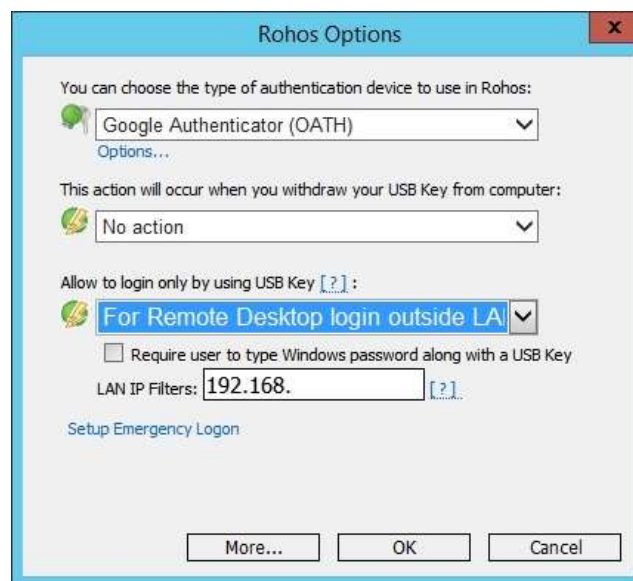 Rohos Options
x
You can choose the type of authentication device to use in Rohos:
Google Authenticator (OATH)
Options...
This action will occur when you withdraw your USB Key from computer:
No action
Allow to login only by using USB Key [?] :
For Remote Desktop login outside LA
Require user to type Windows password along with a USB Key
LAN IP Filters: 192.168. [?]
Setup Emergency Logon
More... OK Cancel